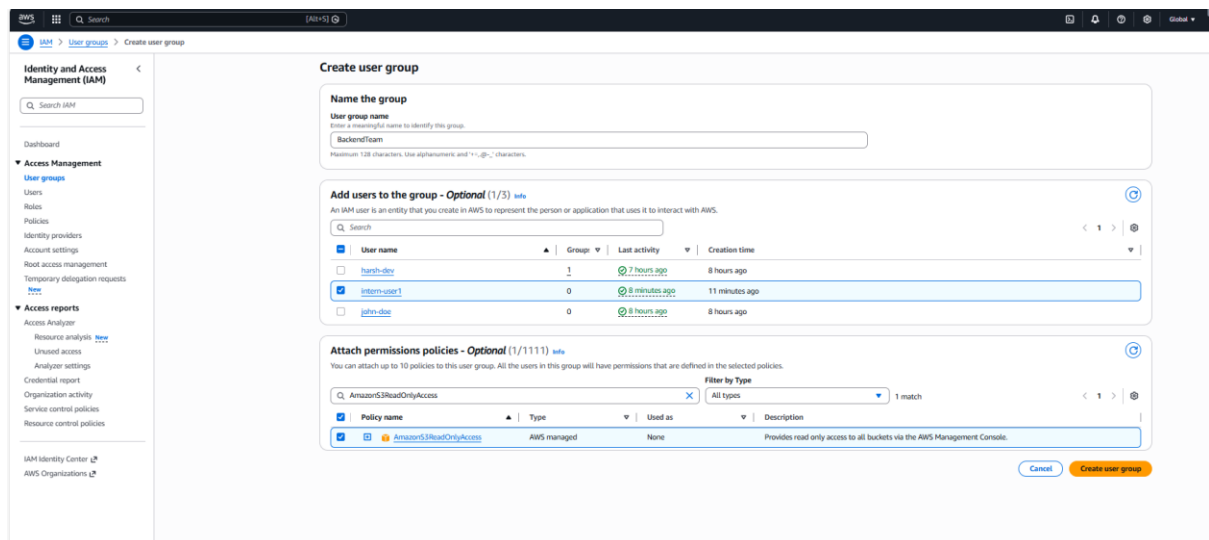 aws
Search
[Alt+S]
Global ▼
IAM > User groups > Create user group
Identity and Access Management (IAM)
Search IAM
Dashboard
Access Management
User groups
Users
Roles
Policies
Identity providers
Account settings
Root access management
Temporary delegation requests
New
Access reports
Access Analyzer
Resource analysis New
Unused access
Analyzer settings
Credential report
Organization activity
Service control policies
Resource control policies
IAM Identity Center
AWS Organizations
Create user group
Name the group
User group name
Enter a meaningful name to identify this group.
BackendTeam
Maximum 128 characters. Use alphanumeric and '+=,.@-_' characters.
Add users to the group - Optional (1/3) Info
An IAM user is an entity that you create in AWS to represent the person or application that uses it to interact with AWS.
Search
< 1 >
User name Groups Last activity Creation time
harsh-dev 1 7 hours ago 8 hours ago
intern-user1 0 8 minutes ago 11 minutes ago
john-doe 0 8 hours ago 8 hours ago
Attach permissions policies - Optional (1/1111) Info
You can attach up to 10 policies to this user group. All the users in this group will have permissions that are defined in the selected policies.
Filter by Type
AmazonS3ReadOnlyAccess All types 1 match < 1 >
Policy name Type Used as Description
AmazonS3ReadOnlyAccess AWS managed None Provides read only access to all buckets via the AWS Management Console.
Cancel Create user group